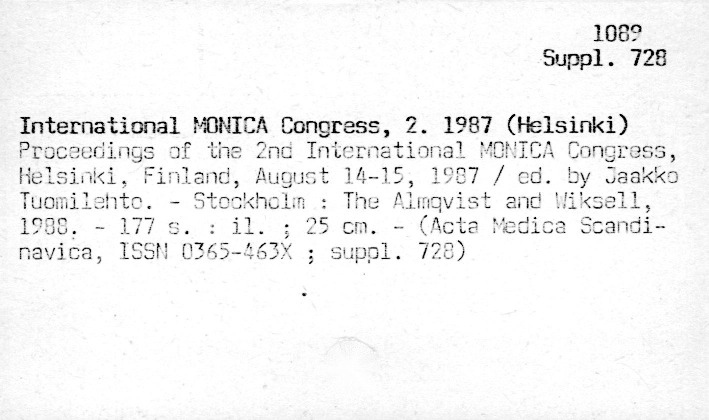 1089
Suppl. 728
International MONICA Congress, 2. 1987 (Helsinki)
Proceedings of the 2nd International MONICA Congress,
Helsinki, Finland, August 14-15, 1987 / ed. by Jaakko
Tuomilehto. - Stockholm : The Almqvist and Wiksell,
1988. - 177 s. : il. ; 25 cm. - (Acta Medica Scandi-
navica, ISSN 0365-463X ; suppl. 728)